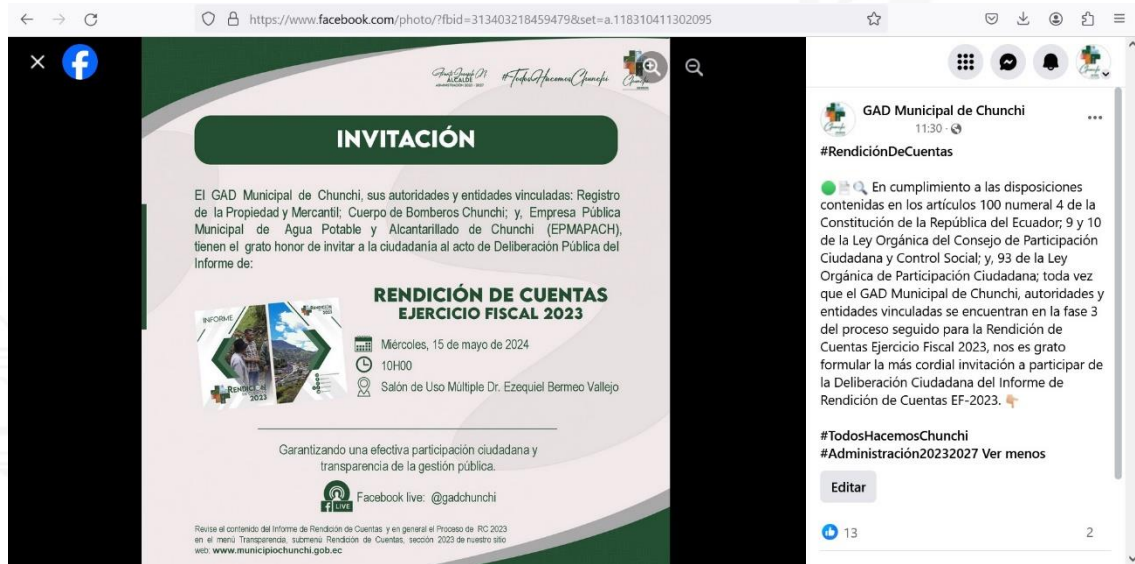 https://www.facebook.com/photo/?fbid=313403218459479&set=a.118310411302095
ALCALDE
#TodosHacemosChunchi
INVITACIÓN
El GAD Municipal de Chunchi, sus autoridades y entidades vinculadas: Registro
de la Propiedad y Mercantil; Cuerpo de Bomberos Chunchi; y, Empresa Pública
Municipal de Agua Potable y Alcantarillado de Chunchi (EPMAPACH),
tienen el grato honor de invitar a la ciudadanía al acto de Deliberación Pública del
Informe de:
RENDICIÓN DE CUENTAS
EJERCICIO FISCAL 2023
INFORME
2023
Miércoles, 15 de mayo de 2024
10H00
Salón de Uso Múltiple Dr. Ezequiel Bermeo Vallejo
Garantizando una efectiva participación ciudadana y
transparencia de la gestión pública.
LIVE
Facebook live: @gadchunchi
Revise el contenido del Informe de Rendición de Cuentas y en general el Proceso de RC 2023
en el menú Transparencia, submenú Rendición de Cuentas, sección 2023 de nuestro sitio
web: www.municipiochunchi.gob.ec
GAD Municipal de Chunchi
11:30
#RendiciónDeCuentas
En cumplimiento a las disposiciones
contenidas en los artículos 100 numeral 4 de la
Constitución de la República del Ecuador; 9 y 10
de la Ley Orgánica del Consejo de Participación
Ciudadana y Control Social; y, 93 de la Ley
Orgánica de Participación Ciudadana; toda vez
que el GAD Municipal de Chunchi, autoridades y
entidades vinculadas se encuentran en la fase 3
del proceso seguido para la Rendición de
Cuentas Ejercicio Fiscal 2023, nos es grato
formular la más cordial invitación a participar de
la Deliberación Ciudadana del Informe de
Rendición de Cuentas EF-2023.
#TodosHacemosChunchi
#Administración20232027 Ver menos
Editar
13
2